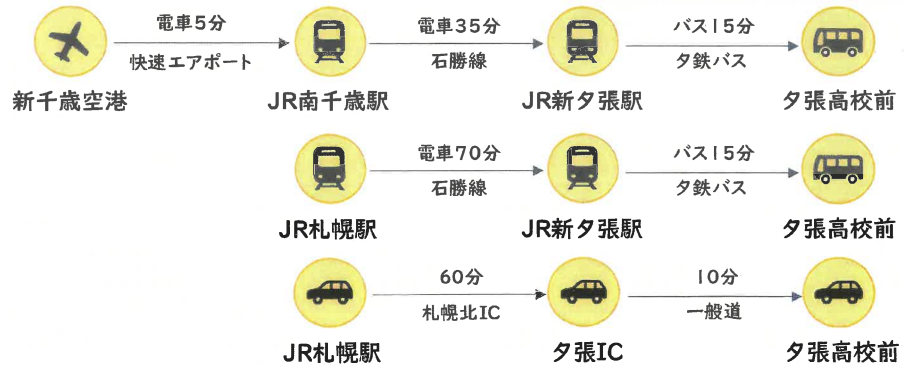 電車5分
電車35分
バス15分
快速エアポート
石勝線
夕鉄バス
新千歳空港
JR南千歳駅
JR新夕張駅
夕張高校前
電車70分
バス15分
石勝線
夕鉄バス
JR札幌駅
JR新夕張駅
夕張高校前
60分
10分
札幌北IC
一般道
JR札幌駅
夕張IC
夕張高校前